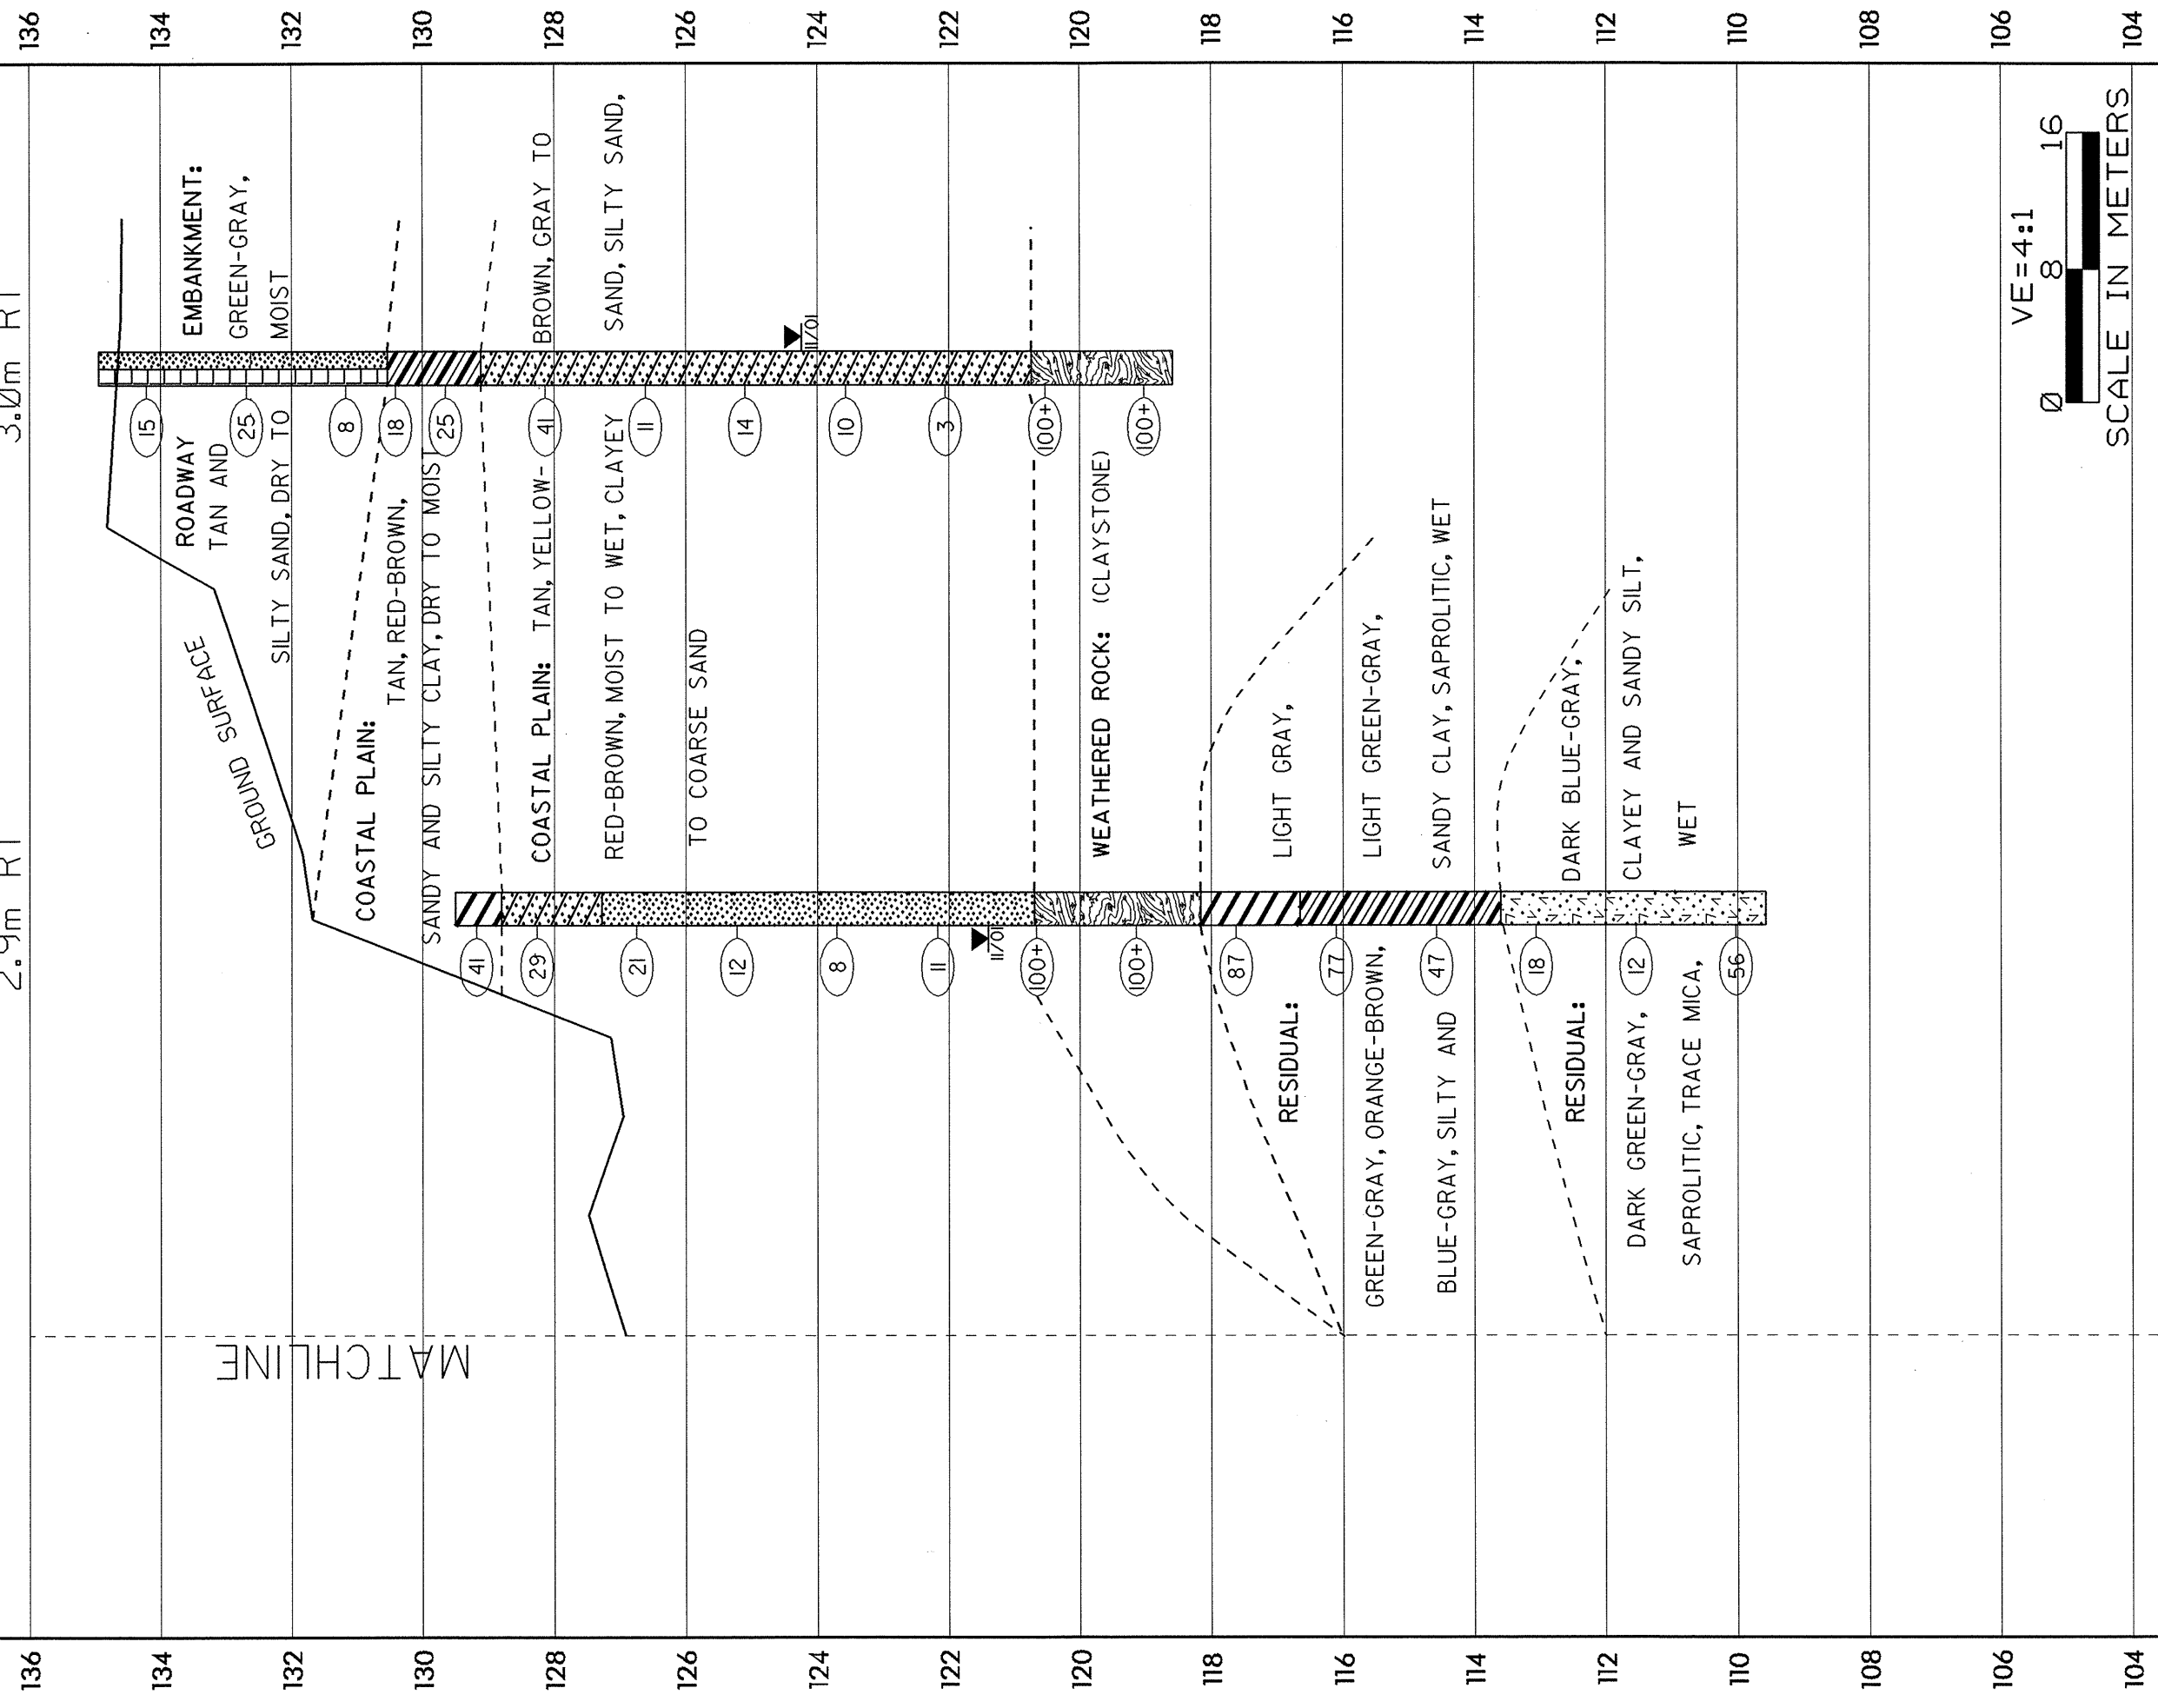 3.0m RT
2.9m RT
136 136
134 134
132 132
130 130
128 128
126 126
124 124
122 122
120 120
118 118
116 116
114 114
112 112
110 110
108 108
106 106
104 104
MATCHLINE
GROUND SURFACE
ROADWAY EMBANKMENT:
TAN AND GREEN-GRAY,
SILTY SAND, DRY TO MOIST
COASTAL PLAIN:
TAN, RED-BROWN,
SANDY AND SILTY CLAY, DRY TO MOIST
COASTAL PLAIN: TAN, YELLOW-BROWN, GRAY TO
RED-BROWN, MOIST TO WET, CLAYEY SAND, SILTY SAND,
TO COARSE SAND
WEATHERED ROCK: (CLAYSTONE)
RESIDUAL: LIGHT GRAY,
GREEN-GRAY, ORANGE-BROWN, LIGHT GREEN-GRAY,
BLUE-GRAY, SILTY AND SANDY CLAY, SAPROLITIC, WET
RESIDUAL: DARK BLUE-GRAY,
DARK GREEN-GRAY, CLAYEY AND SANDY SILT,
SAPROLITIC, TRACE MICA, WET
41
29
21
12
8
11
11/01
100+
100+
87
77
47
18
12
56
15
25
8
18
25
41
11
14
10
3
100+
100+
11/01
VE=4:1
0 8 16
SCALE IN METERS